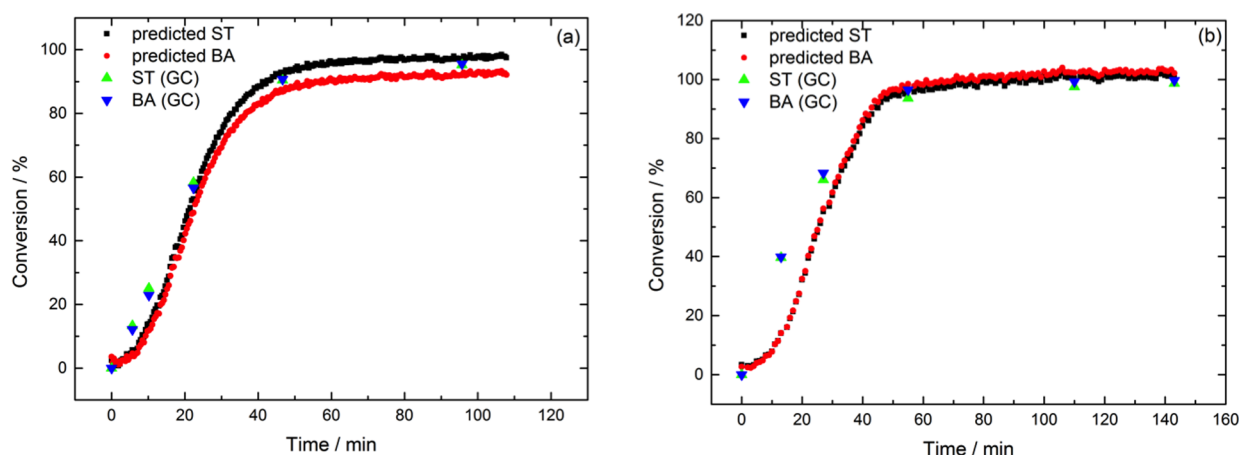 (a)
predicted ST
predicted BA
ST (GC)
BA (GC)
100
80
60
40
20
0
Conversion / %
0 20 40 60 80 100 120
Time / min
(b)
predicted ST
predicted BA
ST (GC)
BA (GC)
120
100
80
60
40
20
0
Conversion / %
0 20 40 60 80 100 120 140 160
Time / min